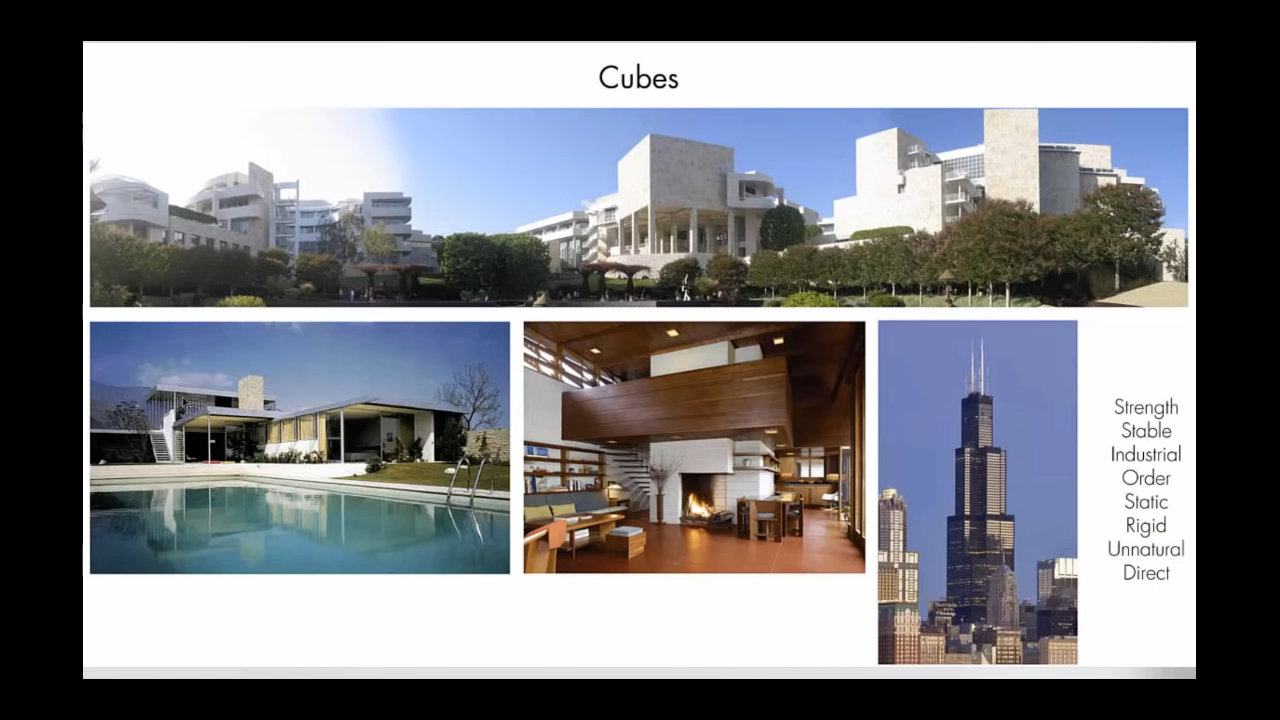 Cubes
Strength
Stable
Industrial
Order
Static
Rigid
Unnatural
Direct